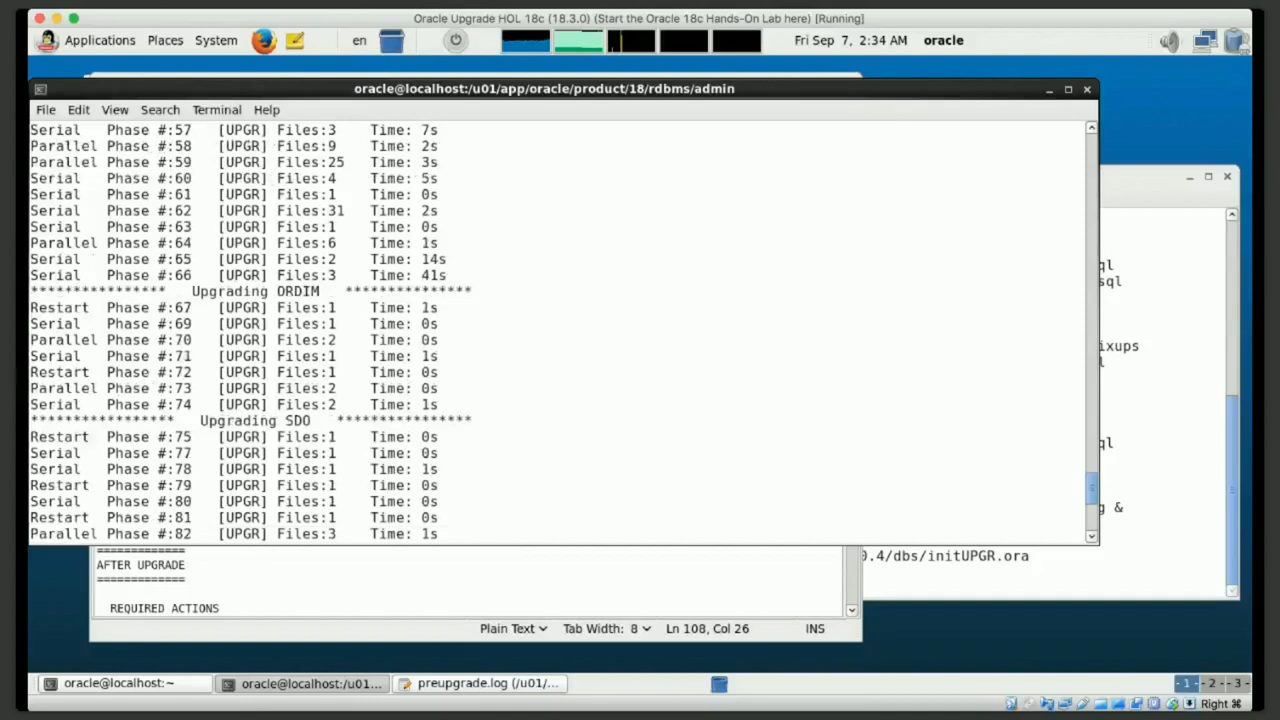 Oracle Upgrade HOL 18c (18.3.0) (Start the Oracle 18c Hands-On Lab here) [Running]
Applications Places System en Fri Sep 7, 2:34 AM oracle
oracle@localhost:/u01/app/oracle/product/18/rdbms/admin
File Edit View Search Terminal Help
Serial Phase #:57 [UPGR] Files:3 Time: 7s
Parallel Phase #:58 [UPGR] Files:9 Time: 2s
Parallel Phase #:59 [UPGR] Files:25 Time: 3s
Serial Phase #:60 [UPGR] Files:4 Time: 5s
Serial Phase #:61 [UPGR] Files:1 Time: 0s
Serial Phase #:62 [UPGR] Files:31 Time: 2s
Serial Phase #:63 [UPGR] Files:1 Time: 0s
Parallel Phase #:64 [UPGR] Files:6 Time: 1s
Serial Phase #:65 [UPGR] Files:2 Time: 14s
Serial Phase #:66 [UPGR] Files:3 Time: 41s
**************** Upgrading ORDIM ***************
Restart Phase #:67 [UPGR] Files:1 Time: 1s
Serial Phase #:69 [UPGR] Files:1 Time: 0s
Parallel Phase #:70 [UPGR] Files:2 Time: 0s
Serial Phase #:71 [UPGR] Files:1 Time: 1s
Restart Phase #:72 [UPGR] Files:1 Time: 0s
Parallel Phase #:73 [UPGR] Files:2 Time: 0s
Serial Phase #:74 [UPGR] Files:2 Time: 1s
***************** Upgrading SDO ****************
Restart Phase #:75 [UPGR] Files:1 Time: 0s
Serial Phase #:77 [UPGR] Files:1 Time: 0s
Serial Phase #:78 [UPGR] Files:1 Time: 1s
Restart Phase #:79 [UPGR] Files:1 Time: 0s
Serial Phase #:80 [UPGR] Files:1 Time: 0s
Restart Phase #:81 [UPGR] Files:1 Time: 0s
Parallel Phase #:82 [UPGR] Files:3 Time: 1s
ql
sql
ixups
l
ql
g &
0.4/dbs/initUPGR.ora
=============
AFTER UPGRADE
=============
REQUIRED ACTIONS
Plain Text Tab Width: 8 Ln 108, Col 26 INS
oracle@localhost:~ oracle@localhost:/u01... preupgrade.log (/u01/... - 1 - - 2 - - 3 -
Right ⌘